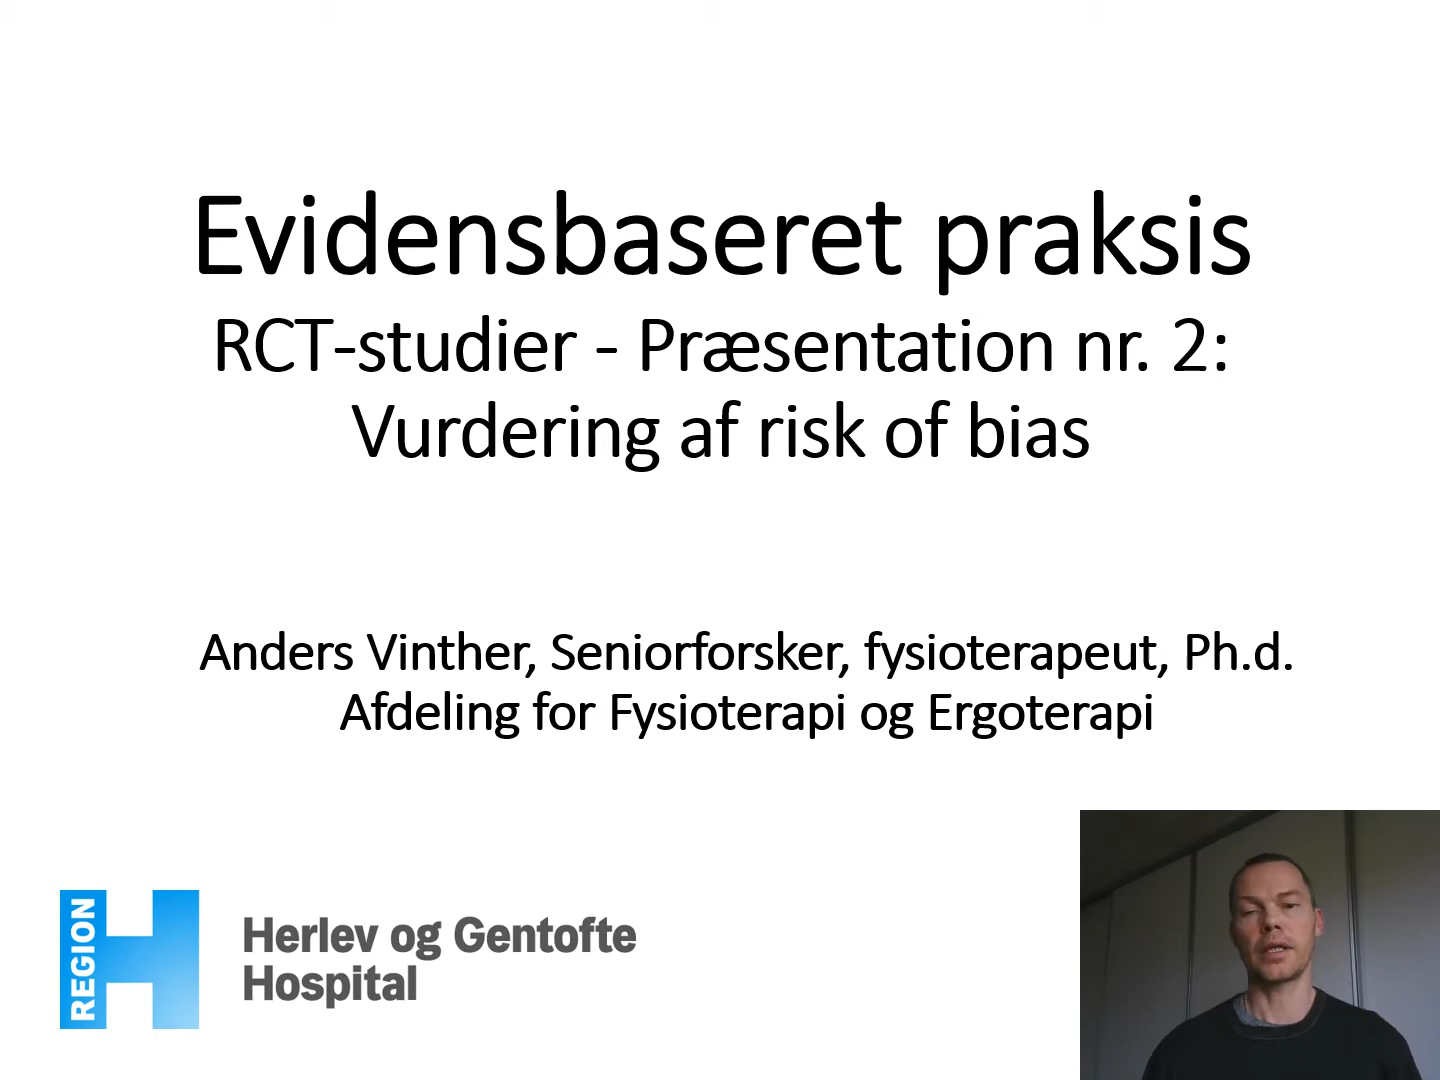 Evidensbaseret praksis
RCT-studier - Præsentation nr. 2:
Vurdering af risk of bias
Anders Vinther, Seniorforsker, fysioterapeut, Ph.d.
Afdeling for Fysioterapi og Ergoterapi
REGION H
Herlev og Gentofte
Hospital